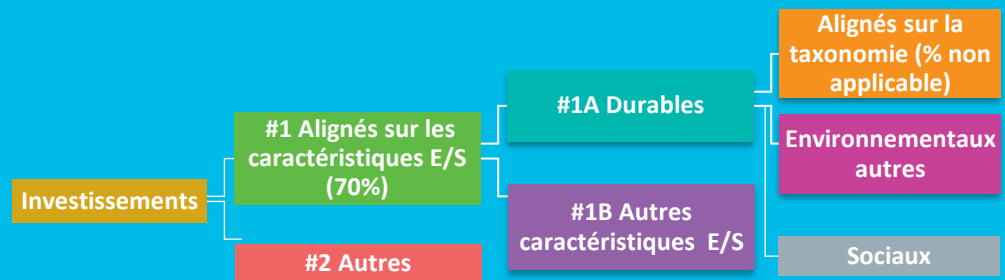 Investissements
#1 Alignés sur les
caractéristiques E/S
(70%)
#2 Autres
#1A Durables
#1B Autres
caractéristiques E/S
Alignés sur la
taxonomie (% non
applicable)
Environnementaux
autres
Sociaux